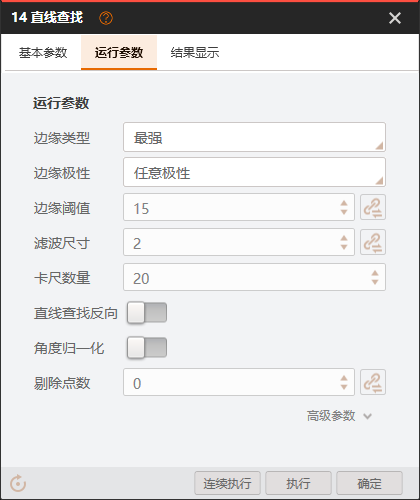 14 直线查找
基本参数 运行参数 结果显示
运行参数
边缘类型 最强
边缘极性 任意极性
边缘阈值 15
滤波尺寸 2
卡尺数量 20
直线查找反向
角度归一化
剔除点数 0
高级参数
连续执行 执行 确定